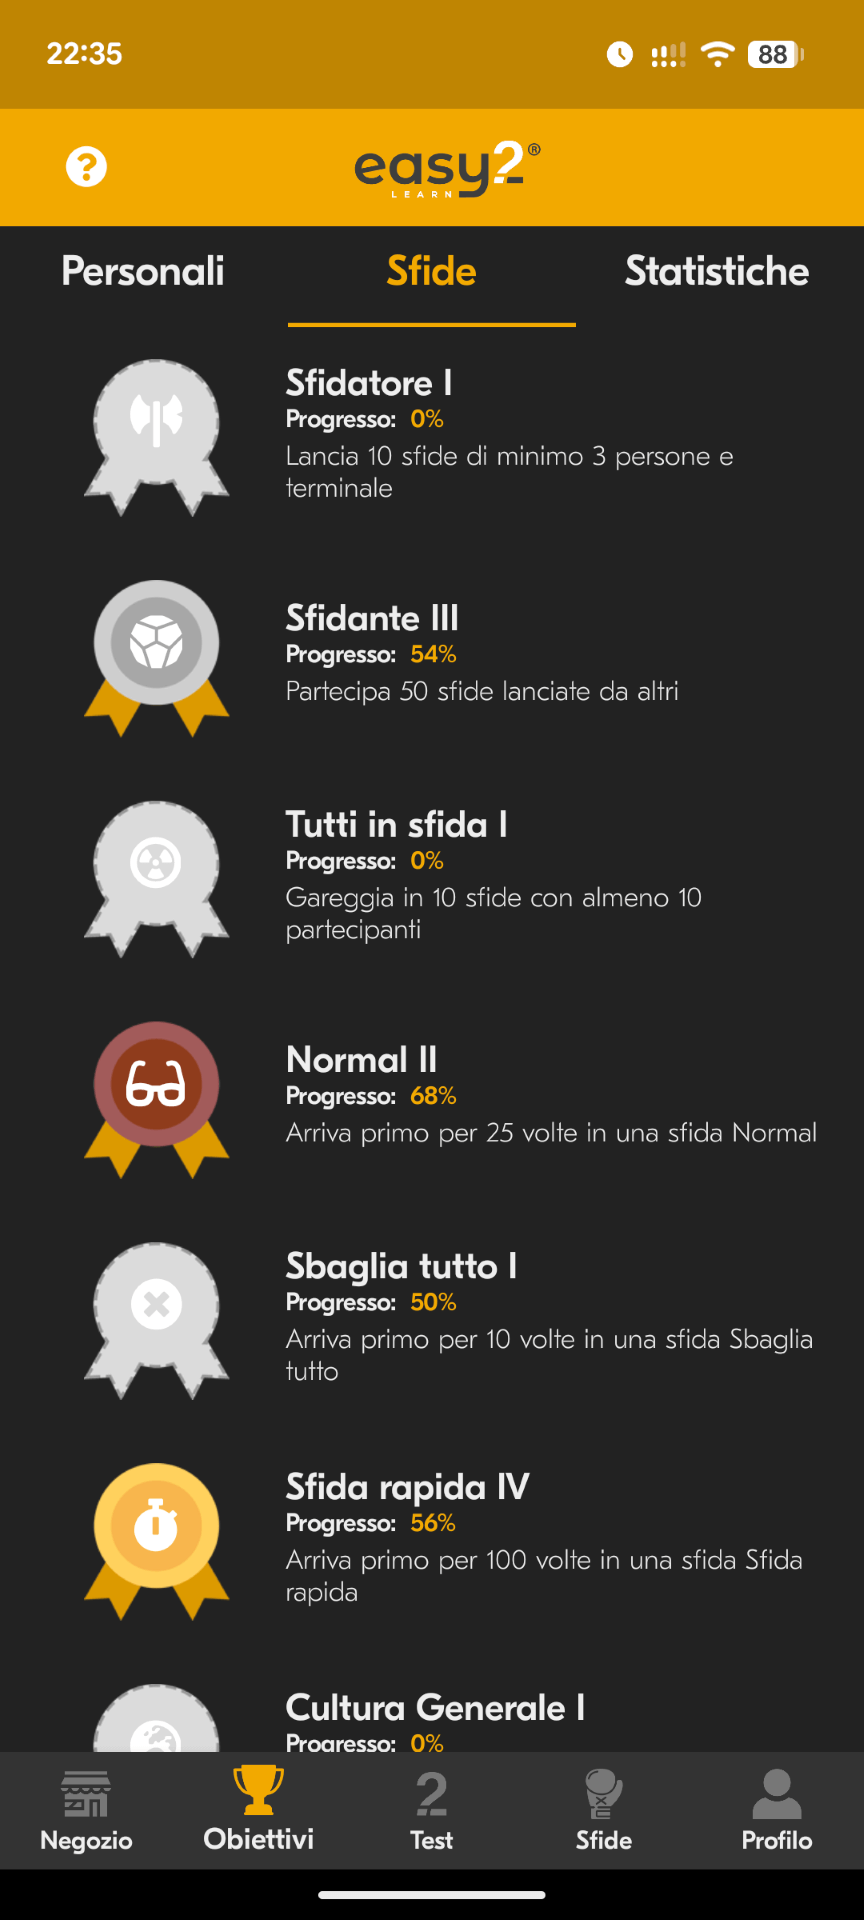 22:35
88
easy2®
LEARN
Personali
Sfide
Statistiche
Sfidatore I
Progresso: 0%
Lancia 10 sfide di minimo 3 persone e
terminale
Sfidante III
Progresso: 54%
Partecipa 50 sfide lanciate da altri
Tutti in sfida I
Progresso: 0%
Gareggia in 10 sfide con almeno 10
partecipanti
Normal II
Progresso: 68%
Arriva primo per 25 volte in una sfida Normal
Sbaglia tutto I
Progresso: 50%
Arriva primo per 10 volte in una sfida Sbaglia
tutto
Sfida rapida IV
Progresso: 56%
Arriva primo per 100 volte in una sfida Sfida
rapida
Cultura Generale I
Progresso: 0%
Negozio
Obiettivi
Test
Sfide
Profilo